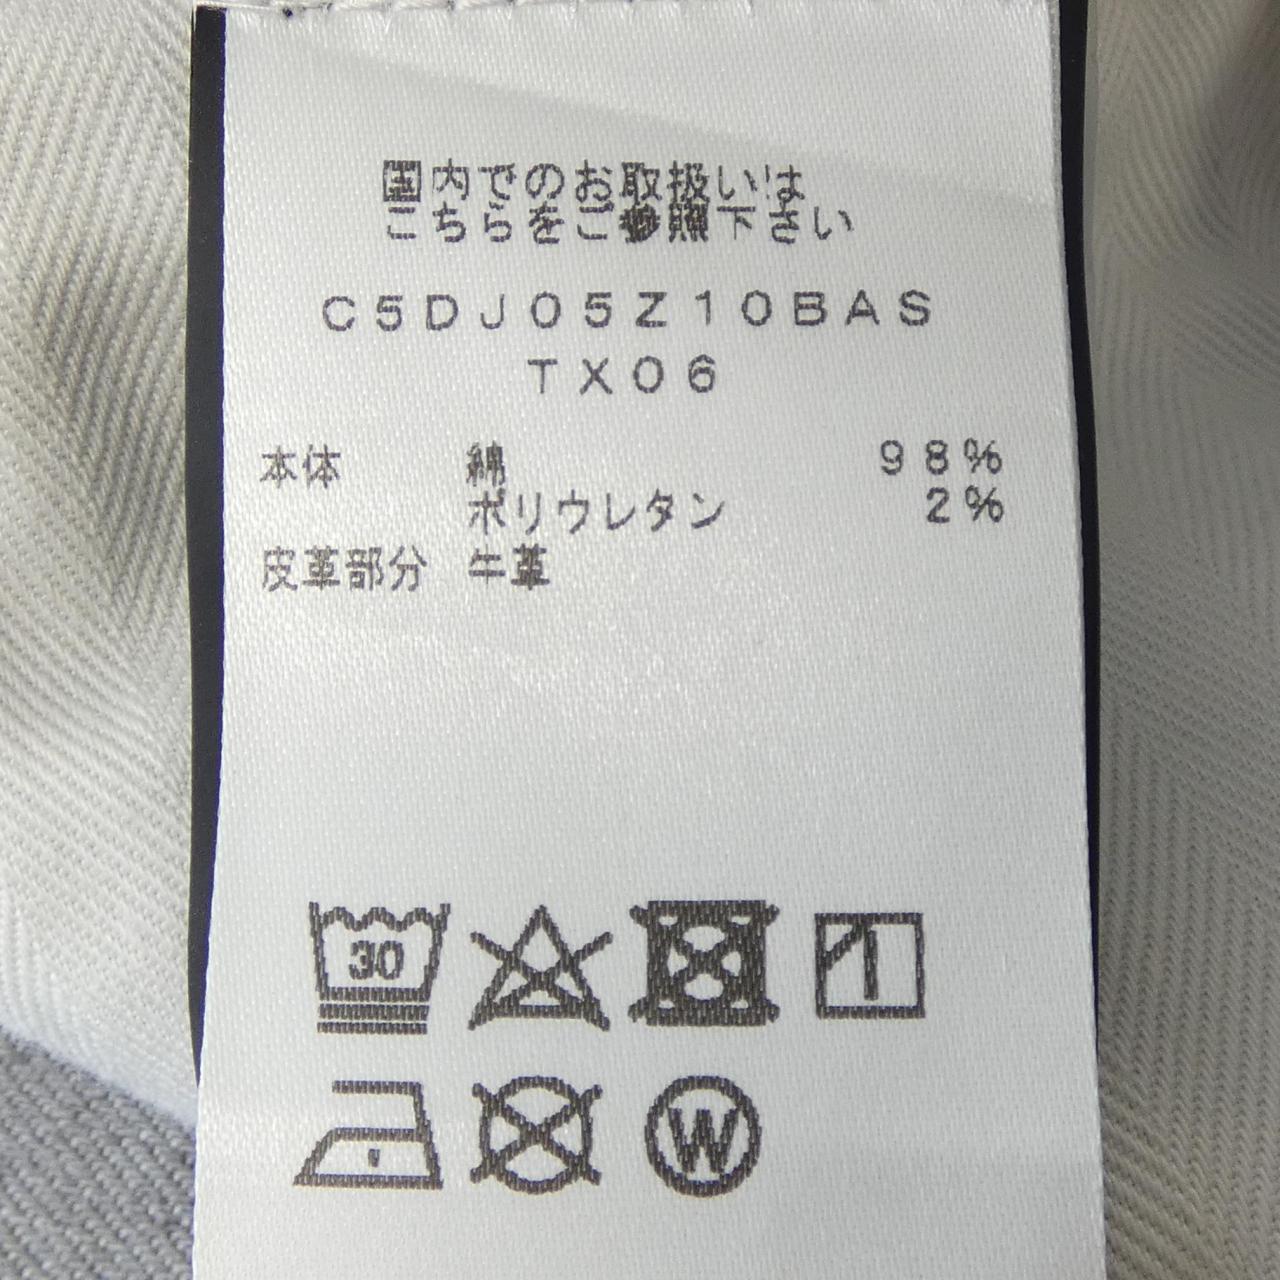 国内でのお取扱いは
こちらをご参照下さい
C5DJ05Z10BAS
TX06
本体 綿 98%
ポリウレタン 2%
皮革部分 牛革
30
W